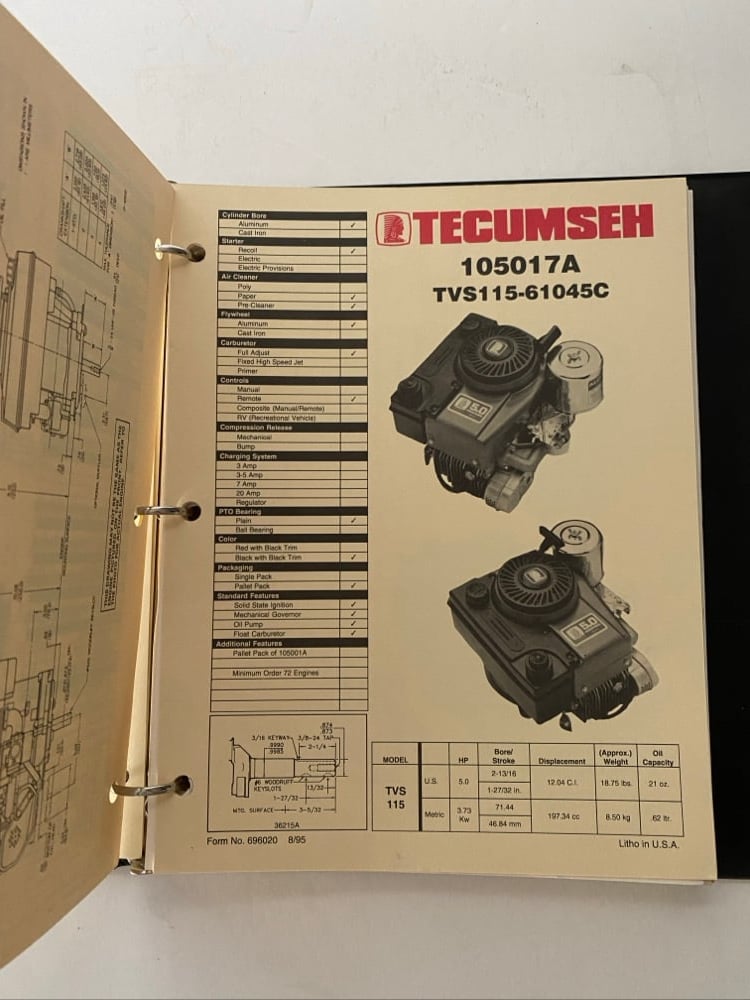 Cylinder Bore
Aluminum ✓
Cast Iron
Starter
Recoil ✓
Electric
Electric Provisions
Air Cleaner
Poly
Paper ✓
Pre-Cleaner ✓
Flywheel
Aluminum ✓
Cast Iron
Carburetor
Full Adjust ✓
Fixed High Speed Jet
Primer
Controls
Manual
Remote ✓
Composite (Manual/Remote)
RV (Recreational Vehicle)
Compression Release
Mechanical
Bump
Charging System
3 Amp
3-5 Amp
7 Amp
20 Amp
Regulator
PTO Bearing
Plain ✓
Ball Bearing
Color
Red with Black Trim
Black with Black Trim ✓
Packaging
Single Pack
Pallet Pack ✓
Standard Features
Solid State Ignition ✓
Mechanical Governor ✓
Oil Pump ✓
Float Carburetor ✓
Additional Features
Pallet Pack of 105001A
Minimum Order 72 Engines
TECUMSEH
105017A
TVS115-61045C
5.0
5.0
.874
.873
3/16 KEYWAY
3/8-24 TAP
.9990
.9985
2-1/4
#6 WOODRUFF
KEYSLOTS
13/32
1-27/32
MTG. SURFACE
3-5/32
36215A
MODEL HP Bore/ Stroke Displacement (Approx.) Weight Oil Capacity
TVS 115
U.S. 5.0 2-13/16 1-27/32 in. 12.04 C.I. 18.75 lbs. 21 oz.
Metric 3.73 Kw 71.44 46.84 mm 197.34 cc 8.50 kg .62 ltr.
Form No. 696020 8/95
Litho in U.S.A.